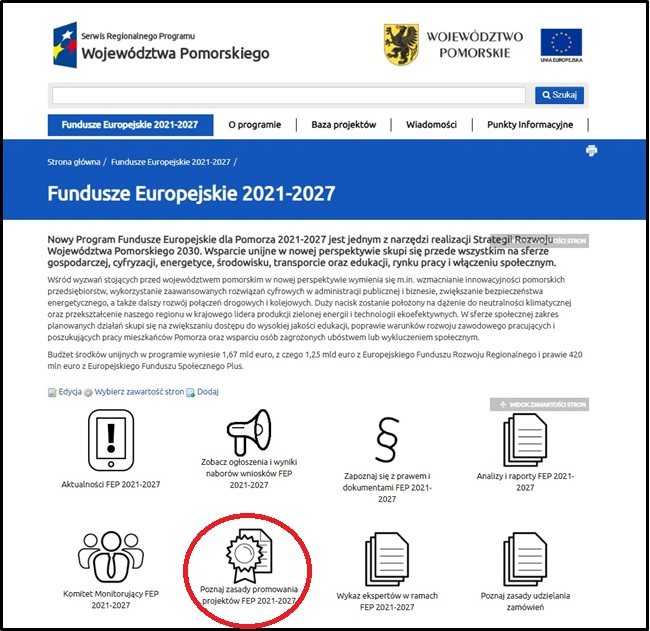 Serwis Regionalnego Programu
Województwa Pomorskiego
WOJEWÓDZTWO
POMORSKIE
UNIA EUROPEJSKA
Szukaj
Fundusze Europejskie 2021-2027
O programie
Baza projektów
Wiadomości
Punkty Informacyjne
Strona główna / Fundusze Europejskie 2021-2027 /
Fundusze Europejskie 2021-2027
Nowy Program Fundusze Europejskie dla Pomorza 2021-2027 jest jednym z narzędzi realizacji Strategii Rozwoju
Województwa Pomorskiego 2030. Wsparcie unijne w nowej perspektywie skupi się przede wszystkim na sferze
gospodarczej, cyfryzacji, energetyce, środowisku, transporcie oraz edukacji, rynku pracy i włączeniu społecznym.
Wśród wyzwań stojących przed województwem pomorskim w nowej perspektywie wymienia się m.in. wzmacnianie innowacyjności pomorskich
przedsiębiorstw, wykorzystanie zaawansowanych rozwiązań cyfrowych w administracji publicznej i biznesie, zwiększanie bezpieczeństwa
energetycznego, a także dalszy rozwój połączeń drogowych i kolejowych. Duży nacisk zostanie położony na dążenie do neutralności klimatycznej
oraz przekształcenie naszego regionu w krajowego lidera produkcji zielonej energii i technologii ekoefektywnych. W sferze społecznej zakres
planowanych działań skupi się na zwiększaniu dostępu do wysokiej jakości edukacji, poprawie warunków rozwoju zawodowego pracujących i
poszukujących pracy mieszkańców Pomorza oraz wsparciu osób zagrożonych ubóstwem lub wykluczeniem społecznym.
Budżet środków unijnych w programie wyniesie 1,67 mld euro, z czego 1,25 mld euro z Europejskiego Funduszu Rozwoju Regionalnego i prawie 420
mln euro z Europejskiego Funduszu Społecznego Plus.
Edycja Wybierz zawartość stron Dodaj
WIDOK ZAWARTOŚCI STRON
Aktualności FEP 2021-2027
Zobacz ogłoszenia i wyniki
naborów wniosków FEP
2021-2027
§
Zapoznaj się z prawem i
dokumentami FEP 2021-
2027
Analizy i raporty FEP 2021-
2027
Komitet Monitorujący FEP
2021-2027
Poznaj zasady promowania
projektów FEP 2021-2027
Wykaz ekspertów w ramach
FEP 2021-2027
Poznaj zasady udzielania
zamówień